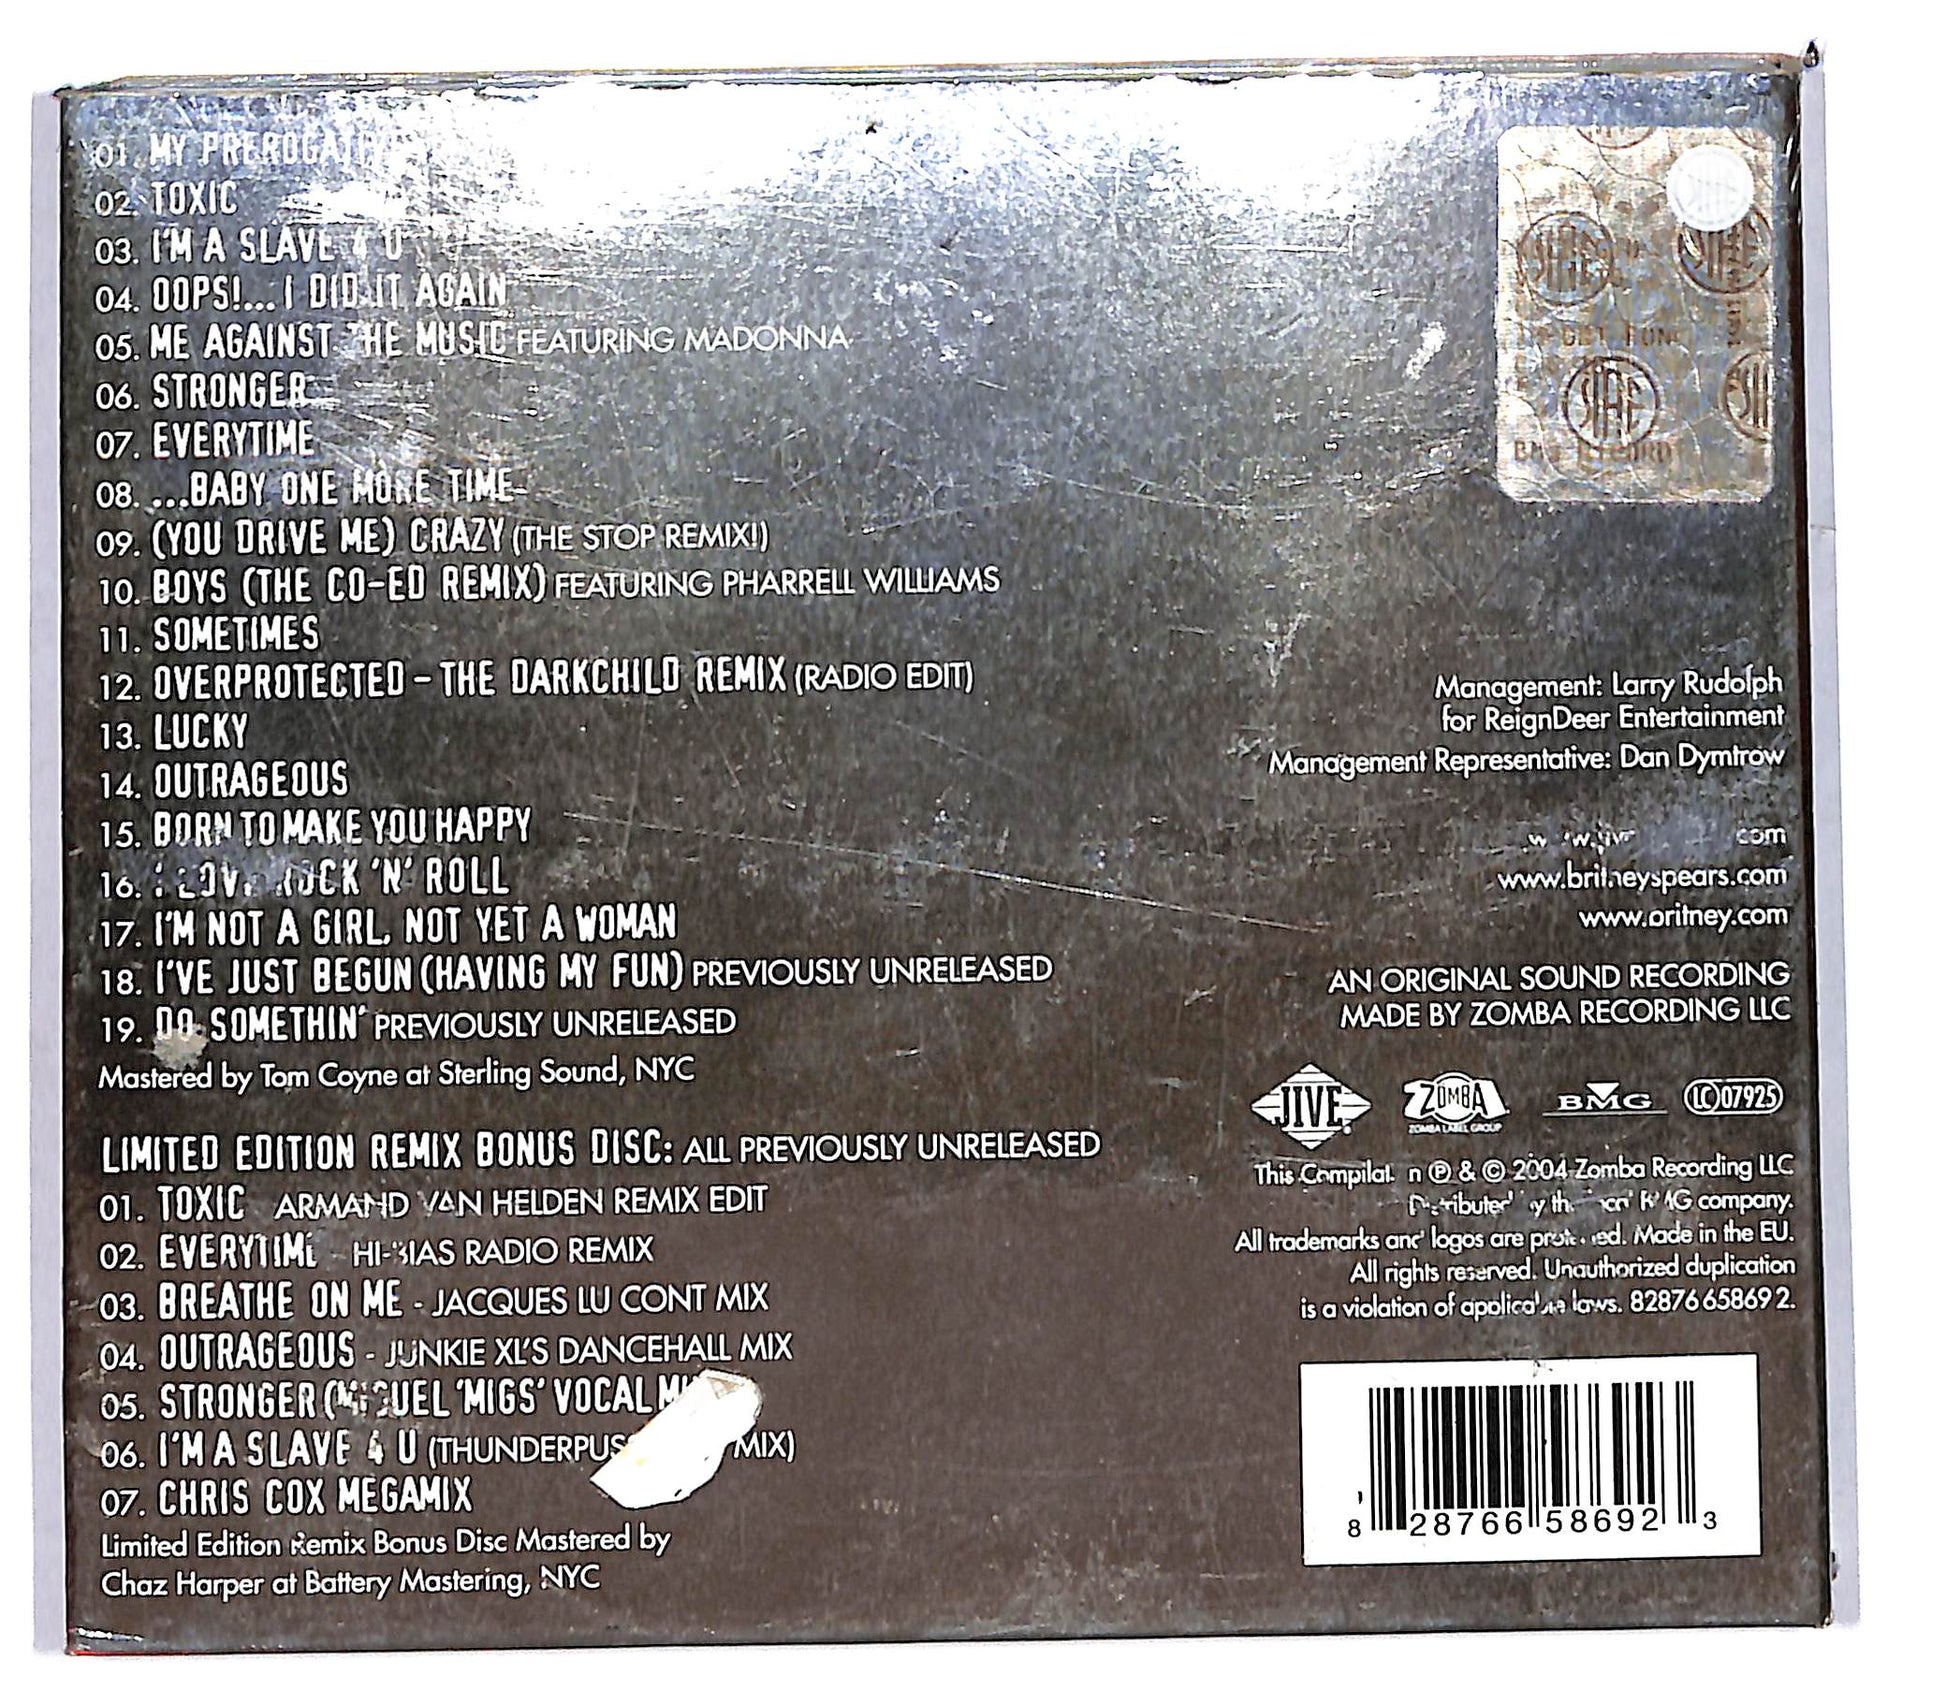 01. MY
02. TOXIC
03. I'M A SLAVE 4 U
04. OOPS!... I DID IT AGAIN
05. ME AGAINST THE MUSIC FEATURING MADONNA
06. STRONGER
07. EVERYTIME
08. ...BABY ONE MORE TIME
09. (YOU DRIVE ME) CRAZY (THE STOP REMIX!)
10. BOYS (THE CO-ED REMIX) FEATURING PHARRELL WILLIAMS
11. SOMETIMES
12. OVERPROTECTED – THE DARKCHILD REMIX (RADIO EDIT)
13. LUCKY
14. OUTRAGEOUS
15. BORN TO MAKE YOU HAPPY
16. I LOVE ROCK 'N' ROLL
17. I'M NOT A GIRL, NOT YET A WOMAN
18. I'VE JUST BEGUN (HAVING MY FUN) PREVIOUSLY UNRELEASED
19. DO SOMETHIN' PREVIOUSLY UNRELEASED
Mastered by Tom Coyne at Sterling Sound, NYC
LIMITED EDITION REMIX BONUS DISC: ALL PREVIOUSLY UNRELEASED
01. TOXIC ARMAND VAN HELDEN REMIX EDIT
02. EVERYTIME - HI-BIAS RADIO REMIX
03. BREATHE ON ME - JACQUES LU CONT MIX
04. OUTRAGEOUS - JUNKIE XL'S DANCEHALL MIX
05. STRONGER (MIGUEL 'MIGS' VOCAL
06. I'M A SLAVE 4 U MIX)
07. CHRIS COX MEGAMIX
Limited Edition Remix Bonus Disc Mastered by
Chaz Harper at Battery Mastering, NYC
SIAE
Management: Larry Rudolph
for ReignDeer Entertainment
Management Representative: Dan Dymtrow
www.britneyspears.com
www.britney.com
AN ORIGINAL SOUND RECORDING
MADE BY ZOMBA RECORDING LLC
JIVE ZOMBA BMG LC 07925
ZOMBA LABEL GROUP
This Compilation ℗ & © 2004 Zomba Recording LLC
company.
All trademarks and logos are protected. Made in the EU.
All rights reserved. Unauthorized duplication
is a violation of applicable laws. 82876 65869 2.
8 28766 58692 3